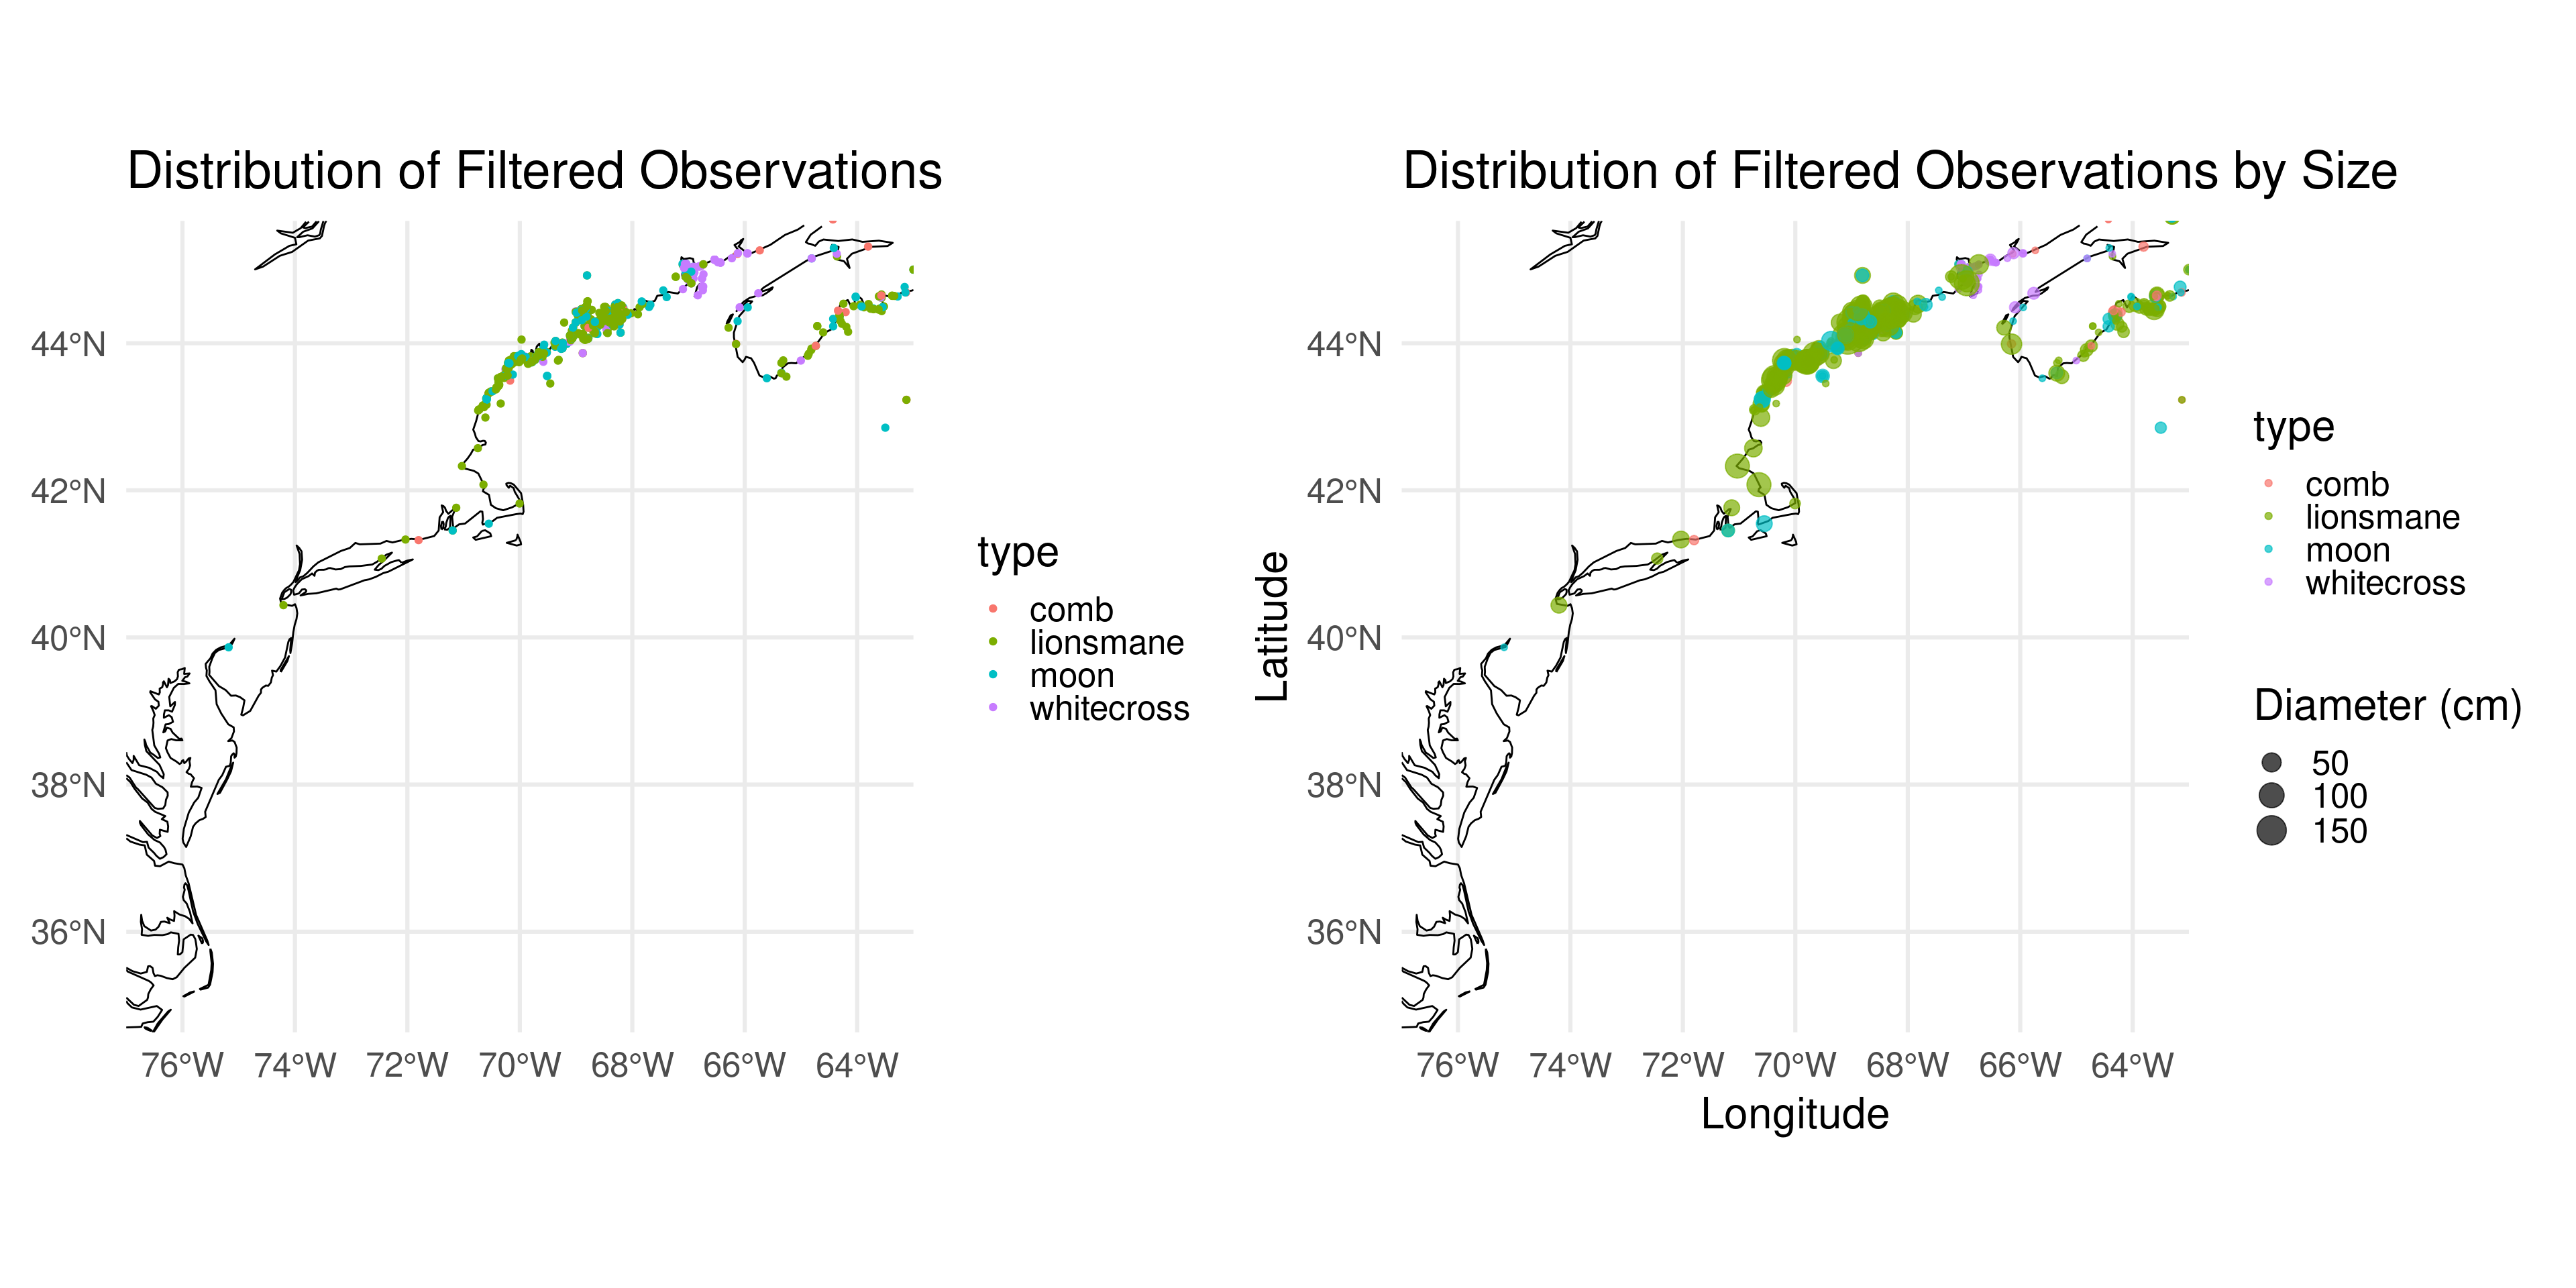 Distribution of Filtered Observations
44°N
42°N
40°N
38°N
36°N
76°W 74°W 72°W 70°W 68°W 66°W 64°W
type
comb
lionsmane
moon
whitecross
Distribution of Filtered Observations by Size
Latitude
44°N
42°N
40°N
38°N
36°N
76°W 74°W 72°W 70°W 68°W 66°W 64°W
Longitude
type
comb
lionsmane
moon
whitecross
Diameter (cm)
50
100
150